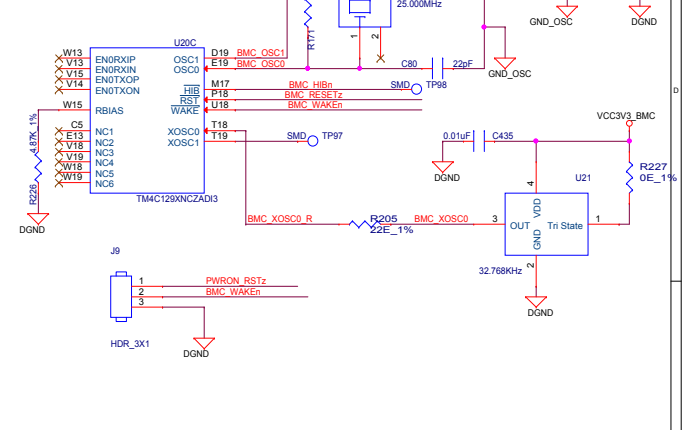 25.000MHz
R171
1
2
GND_OSC
DGND
C80
22pF
GND_OSC
U20C
W13
V13
V15
V14
EN0RXIP
EN0RXIN
EN0TXOP
EN0TXON
W15
RBIAS
C5
E13
V18
V19
W18
W19
NC1
NC2
NC3
NC4
NC5
NC6
OSC1
OSC0
HIB
RST
WAKE
XOSC0
XOSC1
D19
E19
M17
P18
U18
T18
T19
BMC_OSC1
BMC_OSC0
BMC_HIBn
BMC_RESETz
BMC_WAKEn
SMD
TP98
SMD
TP97
TM4C129XNCZADI3
4.87K_1%
R226
DGND
BMC_XOSC0_R
R205
22E_1%
BMC_XOSC0
0.01uF
C435
DGND
VCC3V3_BMC
R227
0E_1%
U21
4
3
OUT
VDD
GND
Tri State
1
2
32.768KHz
DGND
J9
1
2
3
PWRON_RSTz
BMC_WAKEn
HDR_3X1
DGND
D